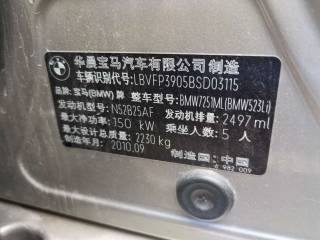 华晨宝马汽车有限公司 制造
车辆识别代号: LBVFP3905BSD03115
品牌: 宝马(BMW)牌 整车型号: BMW7251ML(BMW523Li)
发动机型号: N52B25AF 发动机排量: 2497 ml
最大净功率: 150 kW 乘坐人数: 5 人
最大设计总质量: 2230 kg
制造年月: 2010.09 制造国: 中国
6 982 009